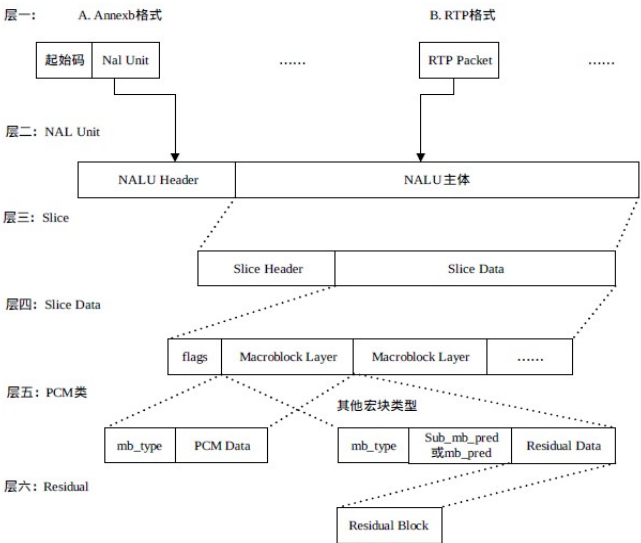 层一： A. Annexb格式 B. RTP格式
起始码 Nal Unit …… RTP Packet ……
层二：NAL Unit
NALU Header NALU主体
层三：Slice
Slice Header Slice Data
层四：Slice Data
flags Macroblock Layer Macroblock Layer ……
层五：PCM类
其他宏块类型
mb_type PCM Data mb_type Sub_mb_pred
或mb_pred Residual Data
层六：Residual
Residual Block